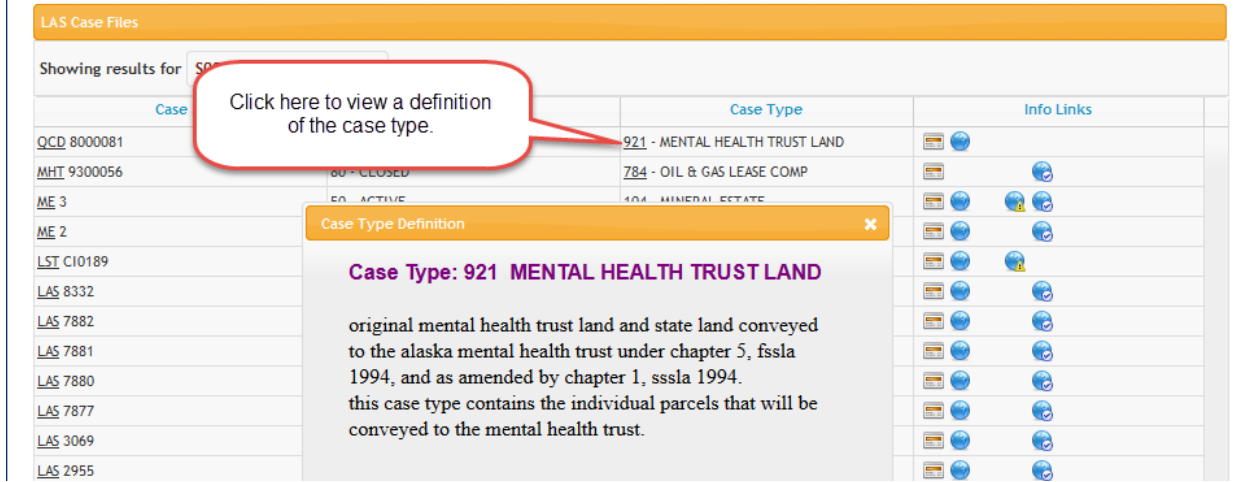 LAS Case Files
Showing results for
Click here to view a definition
of the case type.
Case Case Type Info Links
QCD 8000081 921 - MENTAL HEALTH TRUST LAND
MHT 9300056 80 - CLOSED 784 - OIL & GAS LEASE COMP
ME 3 50 - ACTIVE 104 - MINERAL ESTATE
ME 2
LST CI0189
LAS 8332
LAS 7882
LAS 7881
LAS 7880
LAS 7877
LAS 3069
LAS 2955
Case Type Definition
Case Type: 921 MENTAL HEALTH TRUST LAND
original mental health trust land and state land conveyed
to the alaska mental health trust under chapter 5, fssla
1994, and as amended by chapter 1, sssla 1994.
this case type contains the individual parcels that will be
conveyed to the mental health trust.